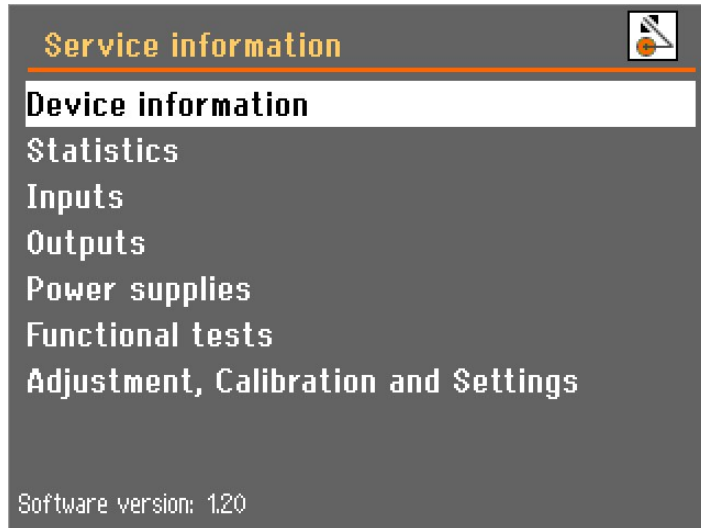 Service information
Device information
Statistics
Inputs
Outputs
Power supplies
Functional tests
Adjustment, Calibration and Settings
Software version: 1.20